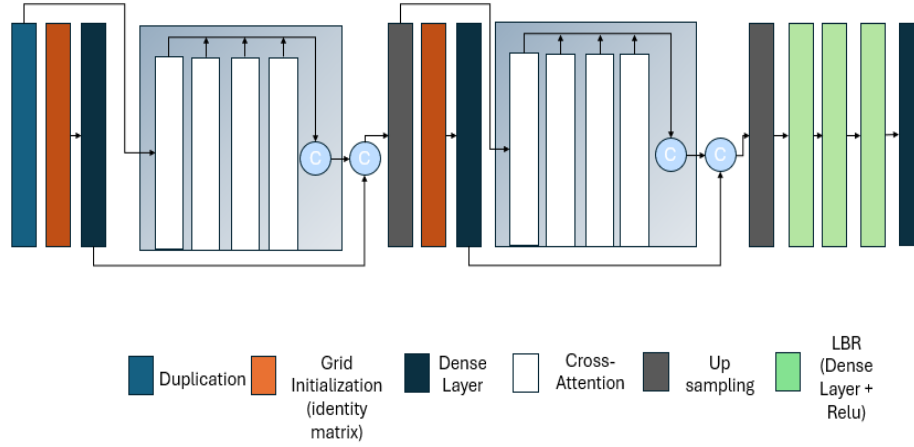 C
C
C
C
Duplication
Grid
Initialization
(identity
matrix)
Dense
Layer
Cross-
Attention
Up
sampling
LBR
(Dense
Layer +
Relu)